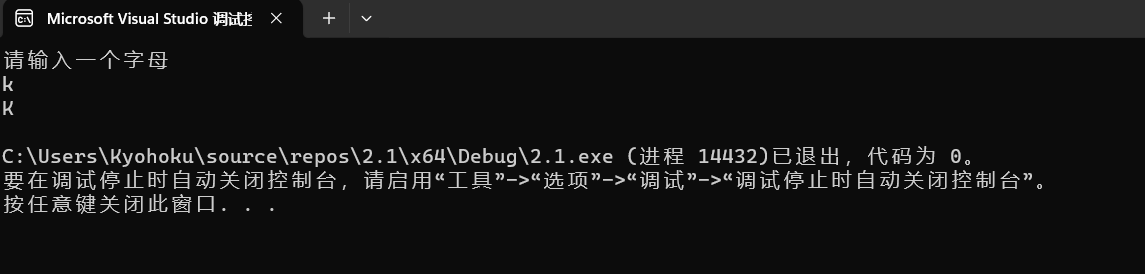 Microsoft Visual Studio 调试控
请输入一个字母
k
K
C:\Users\Kyohoku\source\repos\2.1\x64\Debug\2.1.exe (进程 14432)已退出，代码为 0。
要在调试停止时自动关闭控制台，请启用“工具”->“选项”->“调试”->“调试停止时自动关闭控制台”。
按任意键关闭此窗口. . .